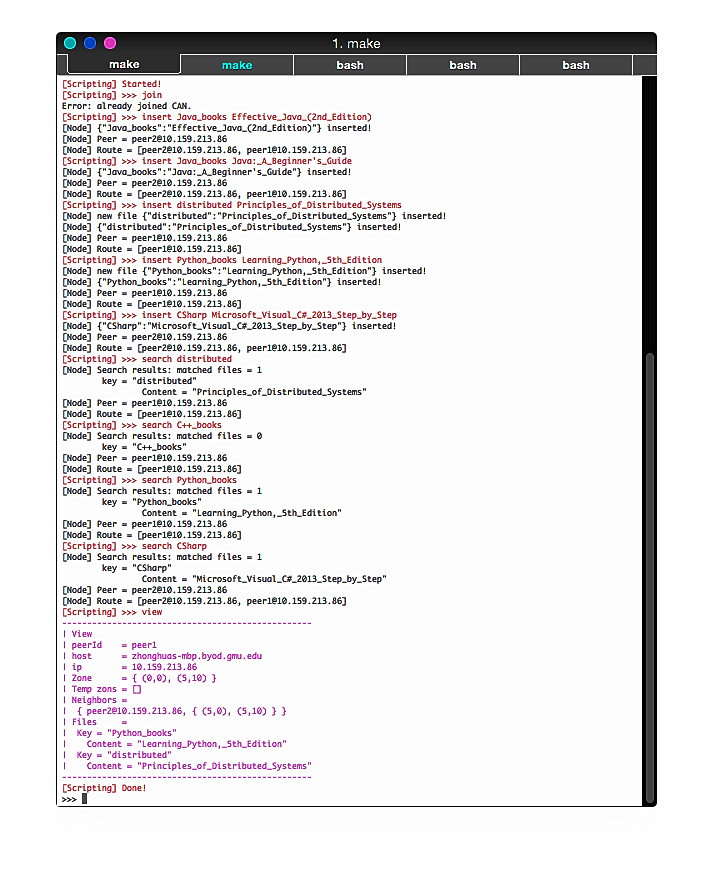 1. make
make make bash bash bash
[Scripting] Started!
[Scripting] >>> join
Error: already joined CAN.
[Scripting] >>> insert Java_books Effective_Java_(2nd_Edition)
[Node] {"Java_books":"Effective_Java_(2nd_Edition)"} inserted!
[Node] Peer = peer2@10.159.213.86
[Node] Route = [peer2@10.159.213.86, peer1@10.159.213.86]
[Scripting] >>> insert Java_books Java:_A_Beginner's_Guide
[Node] {"Java_books":"Java:_A_Beginner's_Guide"} inserted!
[Node] Peer = peer2@10.159.213.86
[Node] Route = [peer2@10.159.213.86, peer1@10.159.213.86]
[Scripting] >>> insert distributed Principles_of_Distributed_Systems
[Node] new file {"distributed":"Principles_of_Distributed_Systems"} inserted!
[Node] {"distributed":"Principles_of_Distributed_Systems"} inserted!
[Node] Peer = peer1@10.159.213.86
[Node] Route = [peer1@10.159.213.86]
[Scripting] >>> insert Python_books Learning_Python,_5th_Edition
[Node] new file {"Python_books":"Learning_Python,_5th_Edition"} inserted!
[Node] {"Python_books":"Learning_Python,_5th_Edition"} inserted!
[Node] Peer = peer1@10.159.213.86
[Node] Route = [peer1@10.159.213.86]
[Scripting] >>> insert CSharp Microsoft_Visual_C#_2013_Step_by_Step
[Node] {"CSharp":"Microsoft_Visual_C#_2013_Step_by_Step"} inserted!
[Node] Peer = peer2@10.159.213.86
[Node] Route = [peer2@10.159.213.86, peer1@10.159.213.86]
[Scripting] >>> search distributed
[Node] Search results: matched files = 1
key = "distributed"
Content = "Principles_of_Distributed_Systems"
[Node] Peer = peer1@10.159.213.86
[Node] Route = [peer1@10.159.213.86]
[Scripting] >>> search C++_books
[Node] Search results: matched files = 0
key = "C++_books"
[Node] Peer = peer1@10.159.213.86
[Node] Route = [peer1@10.159.213.86]
[Scripting] >>> search Python_books
[Node] Search results: matched files = 1
key = "Python_books"
Content = "Learning_Python,_5th_Edition"
[Node] Peer = peer1@10.159.213.86
[Node] Route = [peer1@10.159.213.86]
[Scripting] >>> search CSharp
[Node] Search results: matched files = 1
key = "CSharp"
Content = "Microsoft_Visual_C#_2013_Step_by_Step"
[Node] Peer = peer2@10.159.213.86
[Node] Route = [peer2@10.159.213.86, peer1@10.159.213.86]
[Scripting] >>> view
--------------------------------------------------
| View
| peerId = peer1
| host = zhonghuas-mbp.byod.gmu.edu
| ip = 10.159.213.86
| Zone = { (0,0), (5,10) }
| Temp zons = []
| Neighbors =
| { peer2@10.159.213.86, { (5,0), (5,10) } }
| Files =
| Key = "Python_books"
| Content = "Learning_Python,_5th_Edition"
| Key = "distributed"
| Content = "Principles_of_Distributed_Systems"
--------------------------------------------------
[Scripting] Done!
>>>